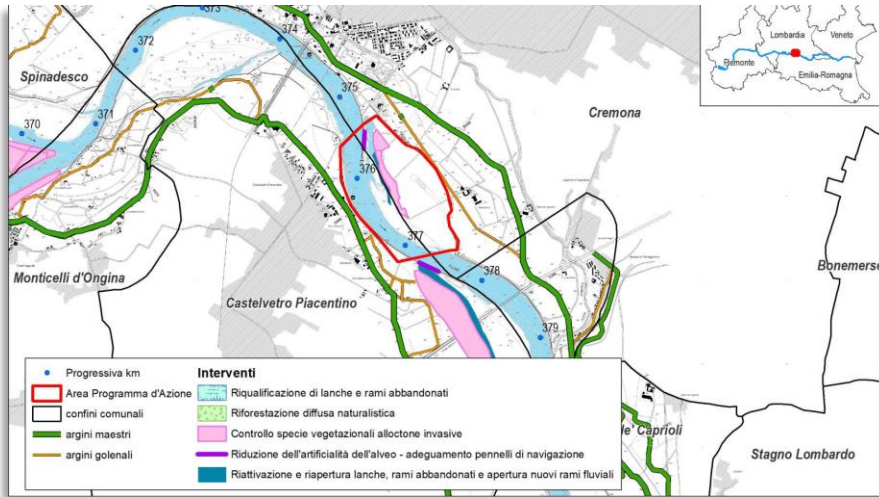 373
374
372
Spinadesco
375
371
370
Cremona
376
377
Monticelli d'Ongina
378
Castelvetro Piacentino
Bonemerse
379
de' Caprioli
Stagno Lombardo
Lombardia
Veneto
Piemonte
Emilia-Romagna
Progressiva km
Area Programma d'Azione
confini comunali
argini maestri
argini golenali
Interventi
Riqualificazione di lanche e rami abbandonati
Riforestazione diffusa naturalistica
Controllo specie vegetazionali alloctone invasive
Riduzione dell'artificialità dell'alveo - adeguamento pennelli di navigazione
Riattivazione e riapertura lanche, rami abbandonati e apertura nuovi rami fluviali